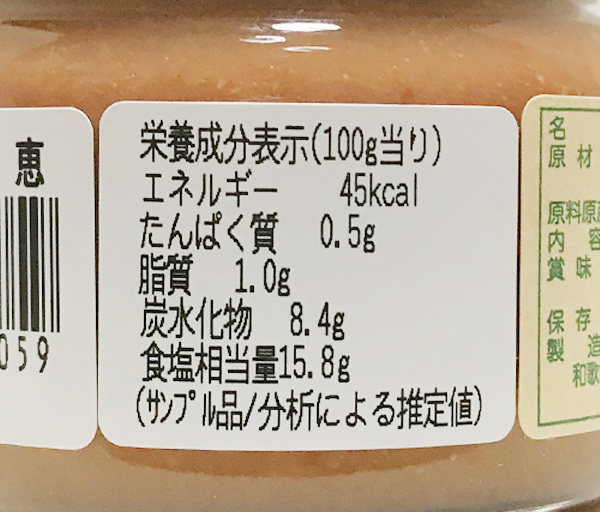 恵
059
栄養成分表示(100g当り)
エネルギー 45kcal
たんぱく質 0.5g
脂質 1.0g
炭水化物 8.4g
食塩相当量15.8g
(ｻﾝﾌﾟﾙ品/分析による推定値)
名
原材
原料原産
内容
賞味
保存
製造
和歌